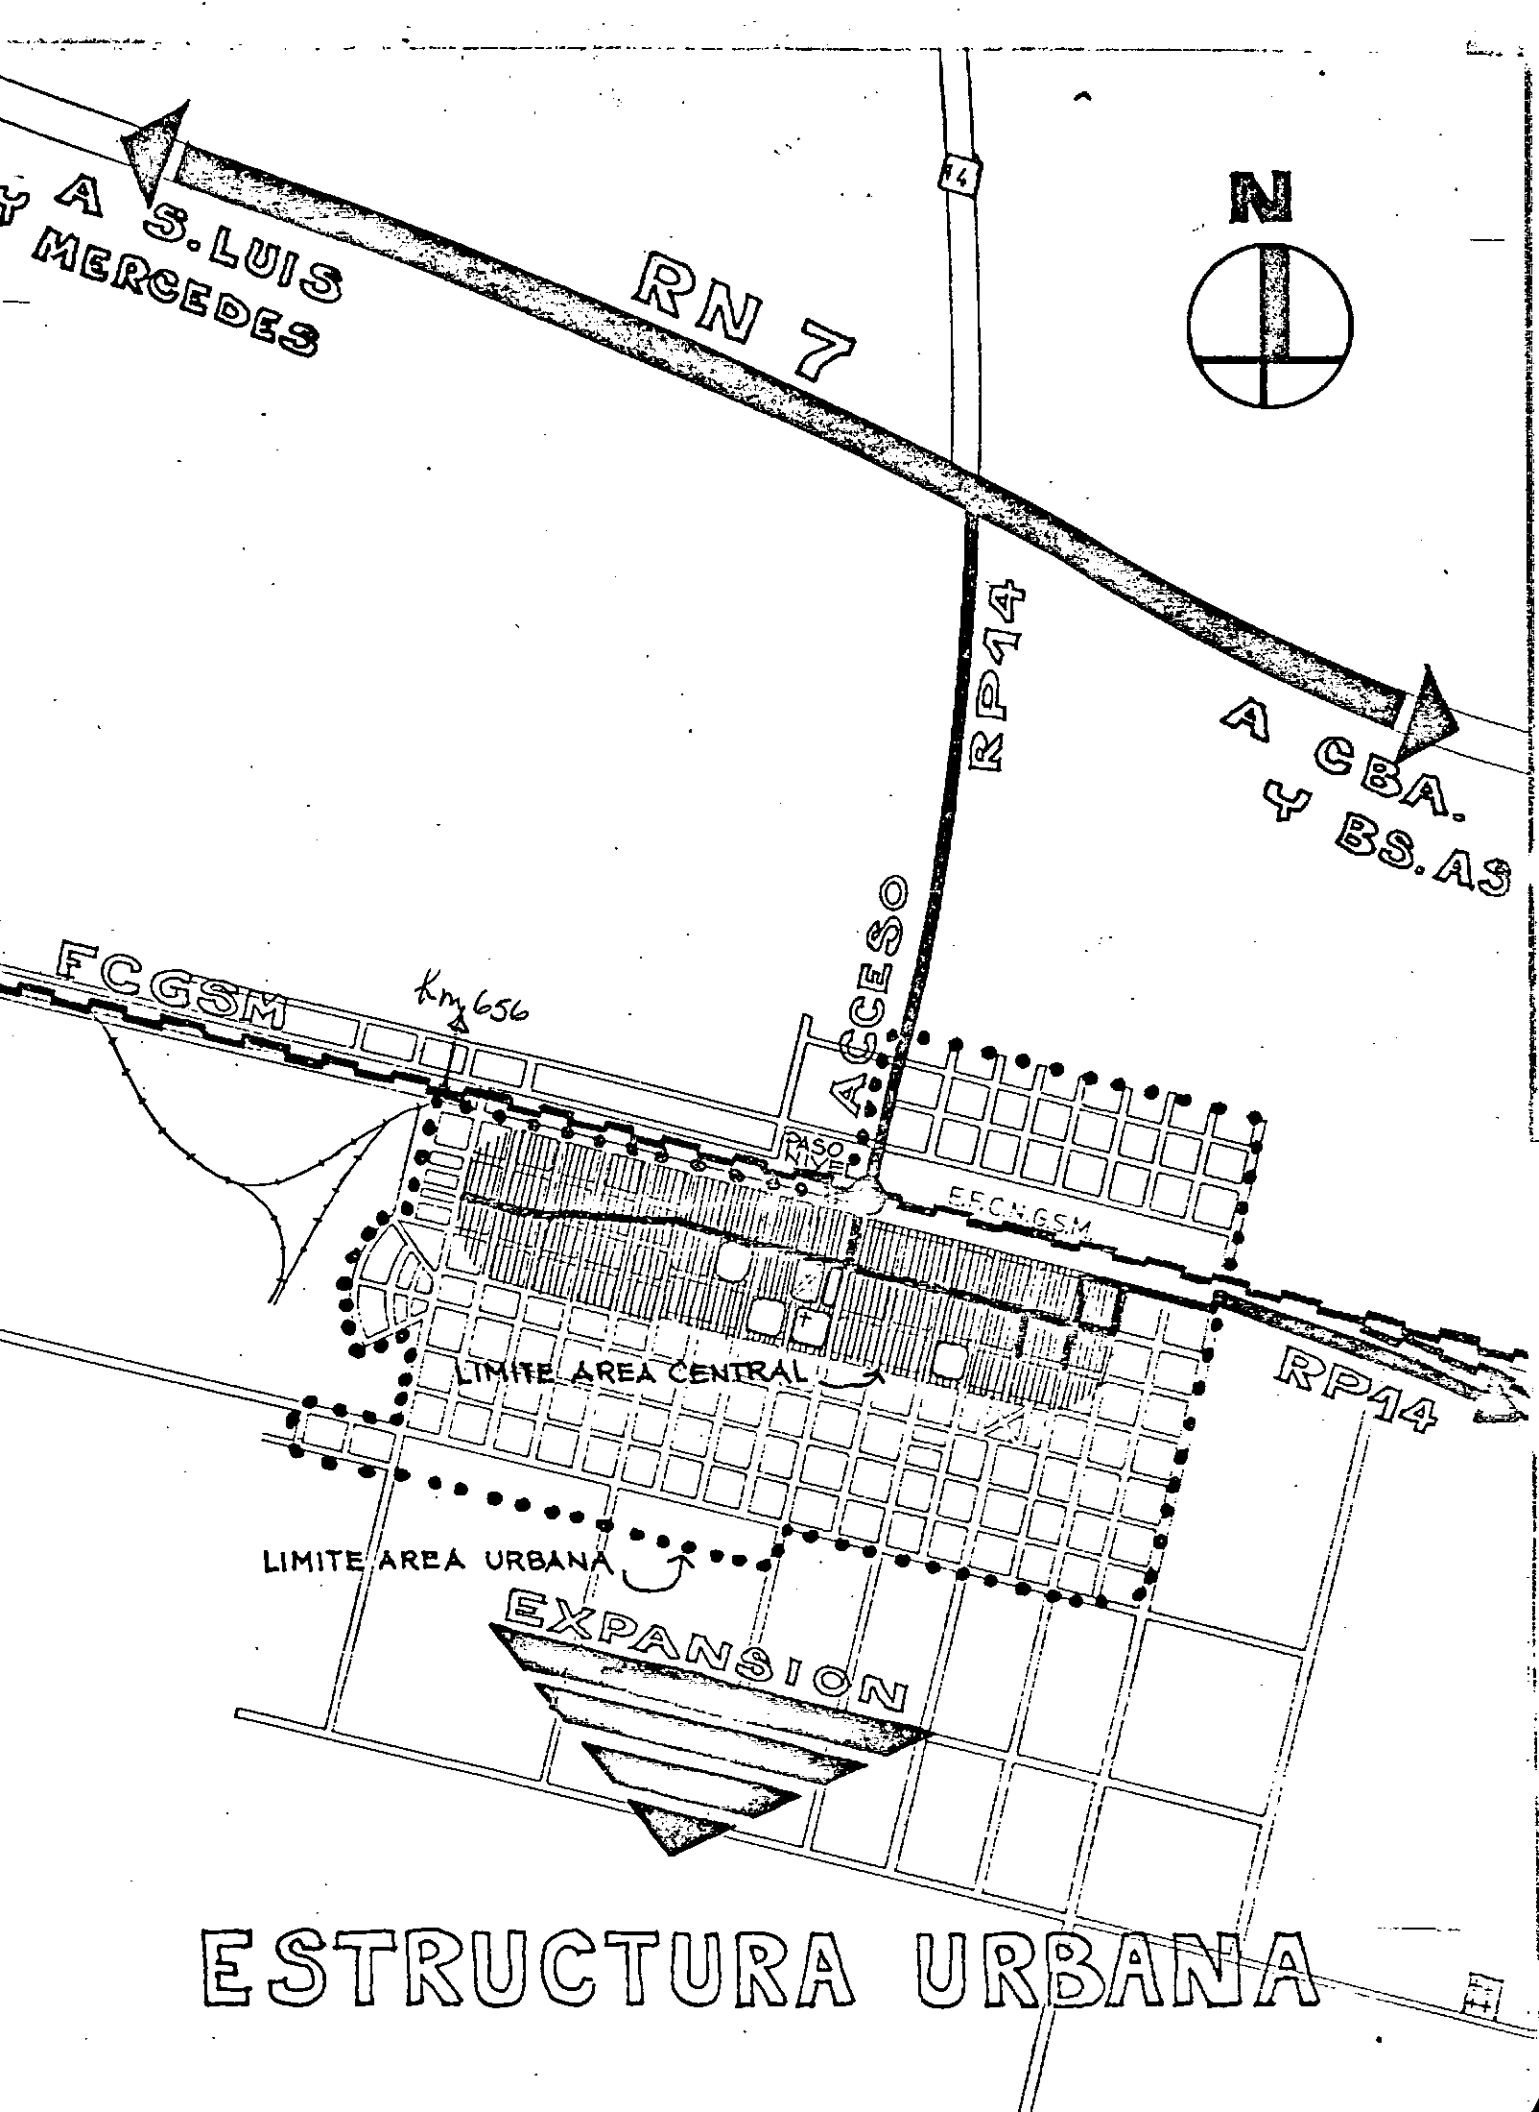 14
N
A S. LUIS
Y MERCEDES
RN 7
RP14
A CBA.
Y BS. AS
ACCESO
FCGSM
Km 656
PASO
NIVEL
EFCNGSM
LIMITE AREA CENTRAL
RP14
LIMITE AREA URBANA
EXPANSION
ESTRUCTURA URBANA